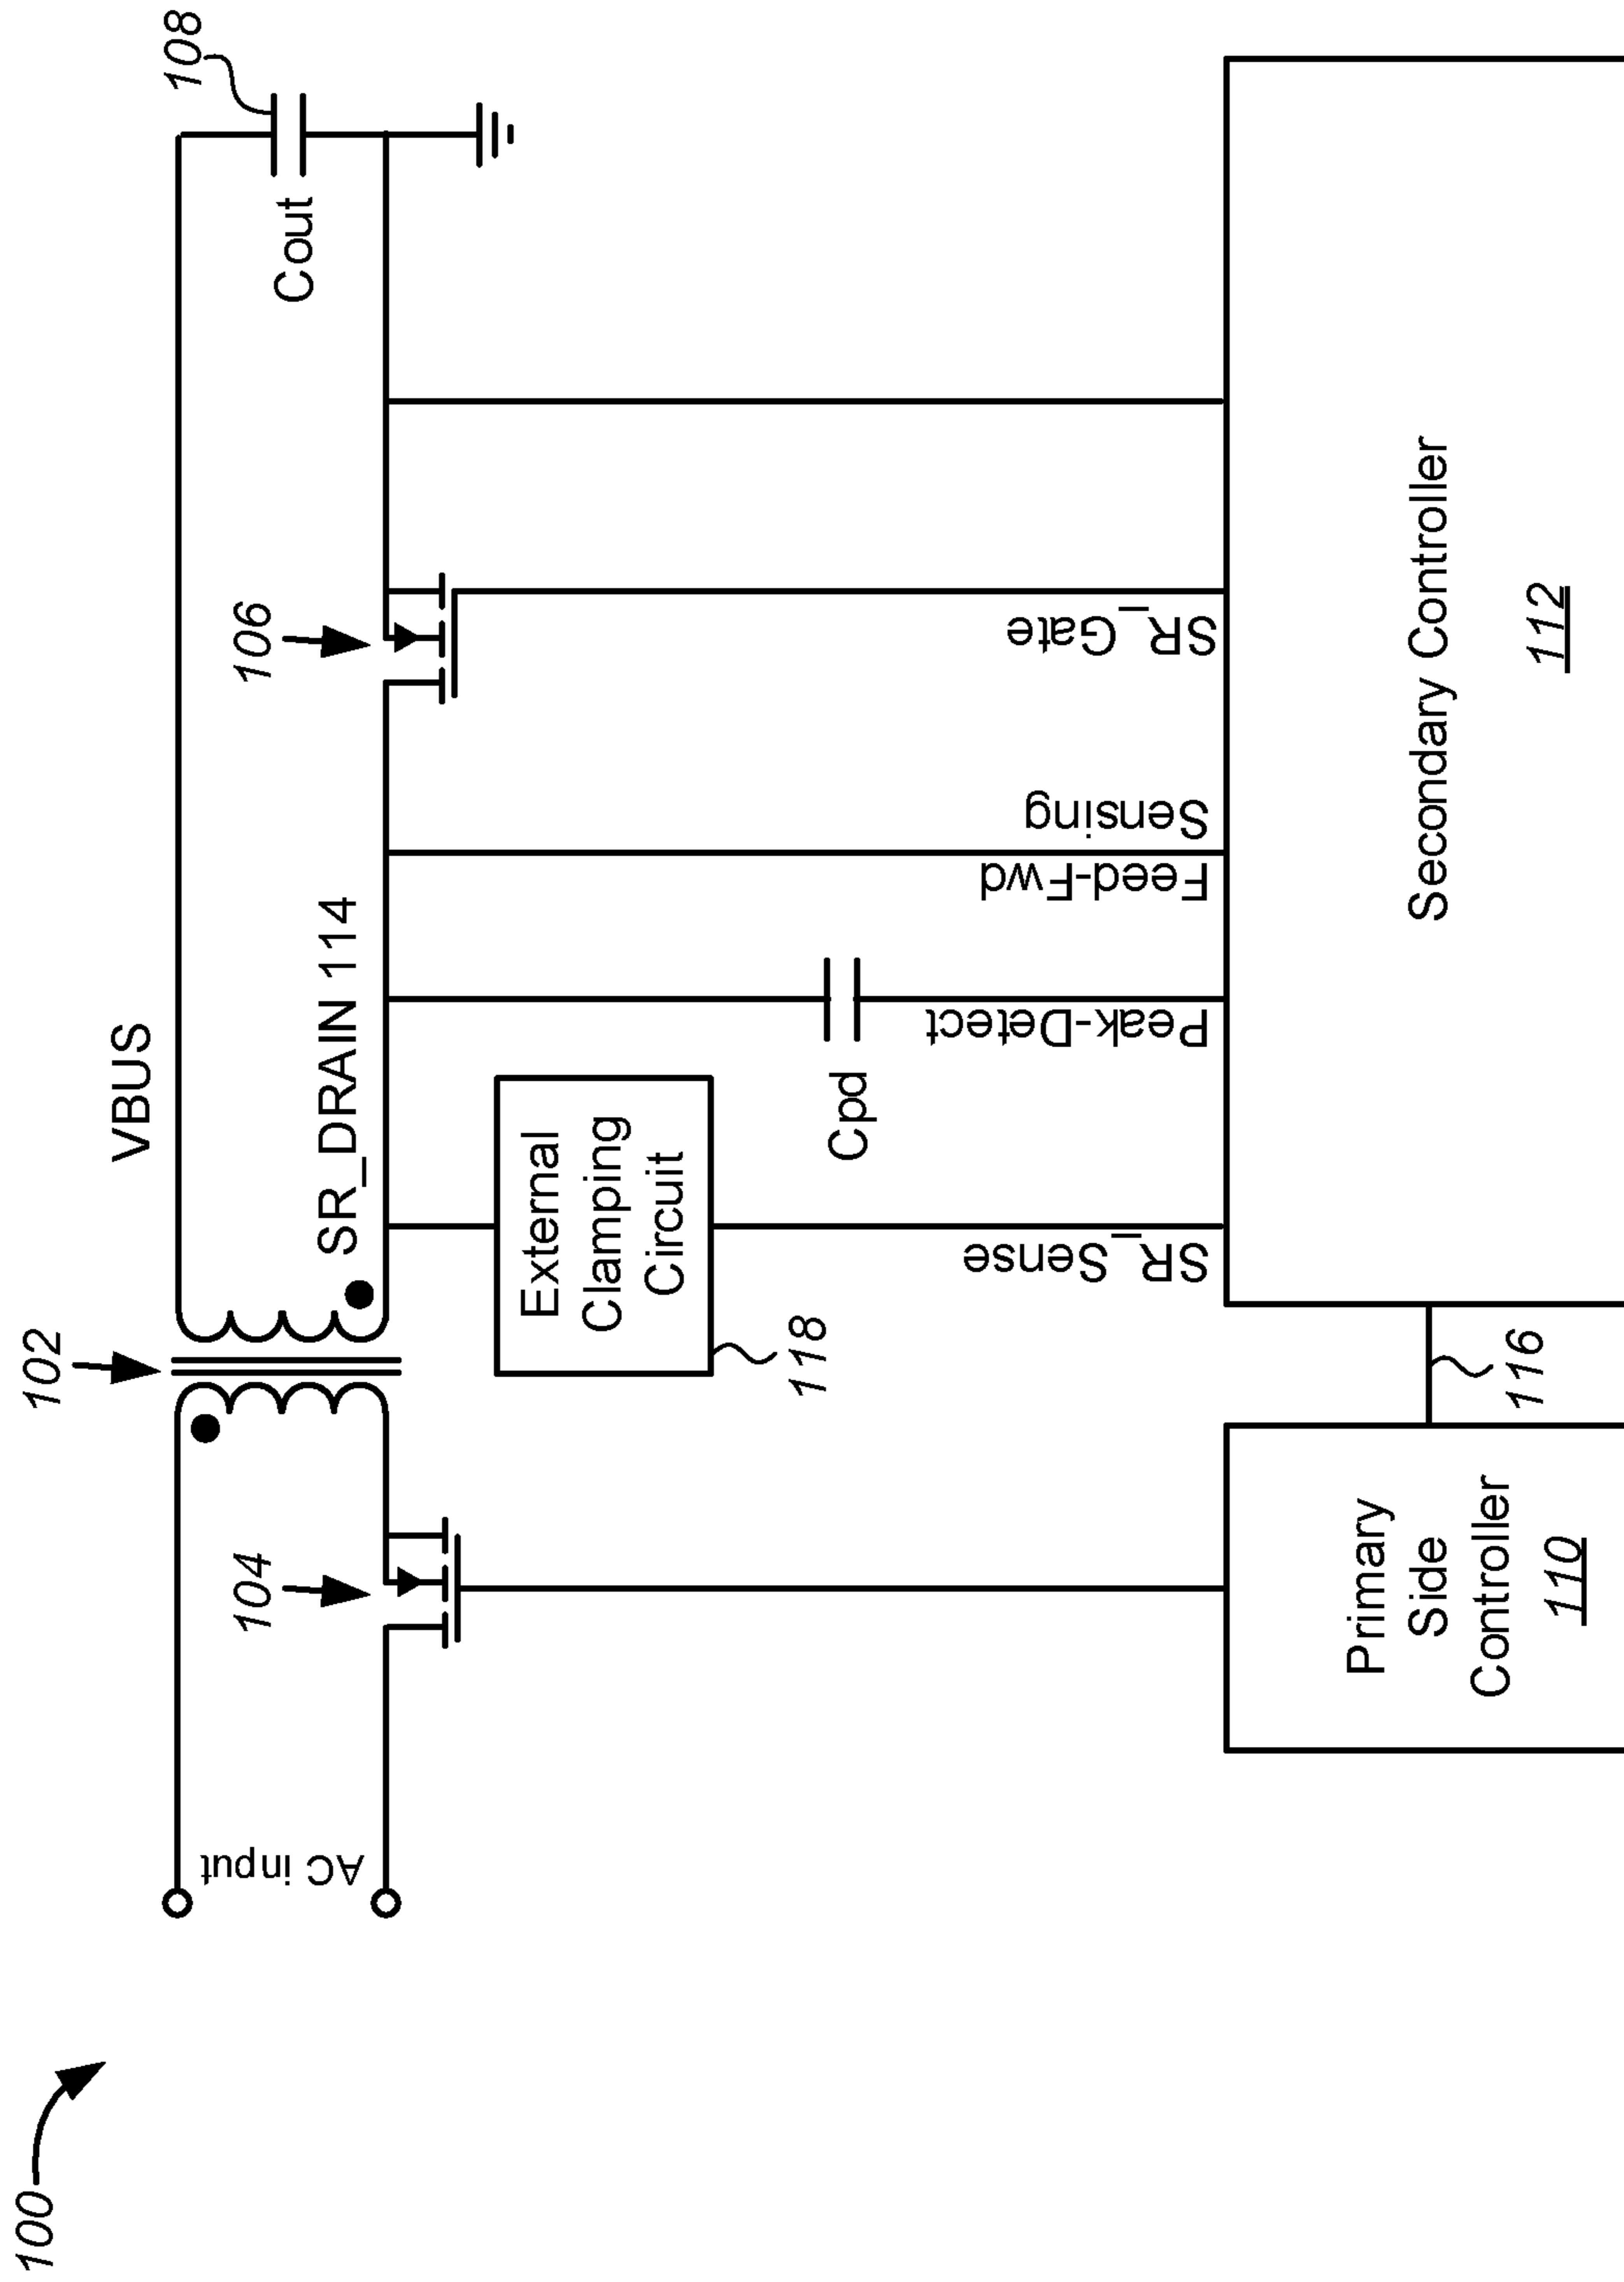 100
102
VBUS
108
Cout
SR_DRAIN 114
104
106
AC input
External
Clamping
Circuit
118
Cpd
SR_Sense
Peak-Detect
Feed-Fwd
Sensing
SR_Gate
Primary
Side
Controller
110
116
Secondary Controller
112